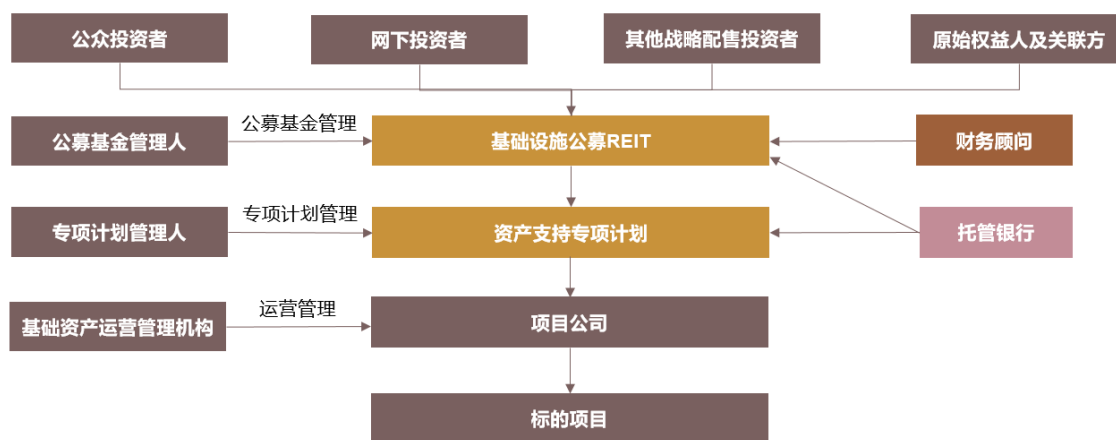 公众投资者
网下投资者
其他战略配售投资者
原始权益人及关联方
公募基金管理人
公募基金管理
基础设施公募REIT
财务顾问
专项计划管理人
专项计划管理
资产支持专项计划
托管银行
基础资产运营管理机构
运营管理
项目公司
标的项目